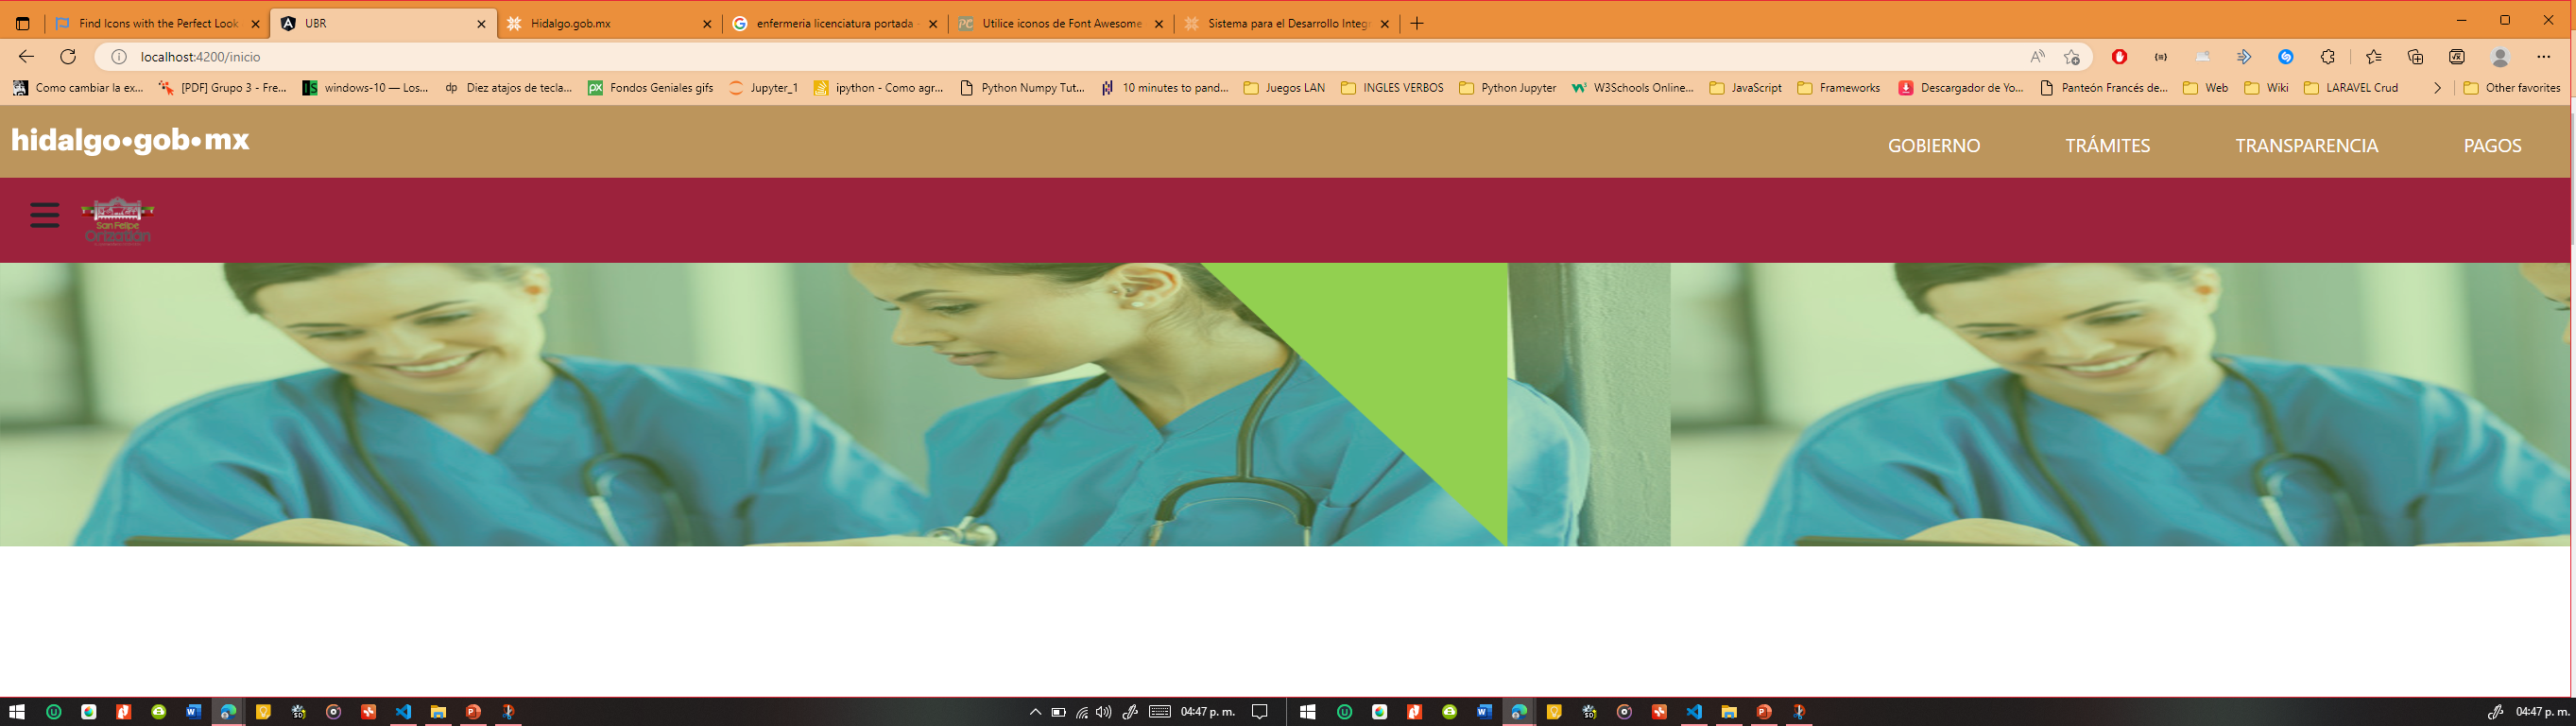 Find Icons with the Perfect Look
UBR
Hidalgo.gob.mx
enfermeria licenciatura portada -
Utilice iconos de Font Awesome
Sistema para el Desarrollo Integr
localhost:4200/inicio
Como cambiar la ex...
[PDF] Grupo 3 - Fre...
windows-10 — Los...
dp Diez atajos de tecla...
px Fondos Geniales gifs
Jupyter_1
ipython - Como agr...
Python Numpy Tut...
10 minutes to pand...
Juegos LAN
INGLES VERBOS
Python Jupyter
W3Schools Online...
JavaScript
Frameworks
Descargador de Yo...
Panteón Francés de...
Web
Wiki
LARAVEL Crud
Other favorites
hidalgo•gob•mx
GOBIERNO
TRÁMITES
TRANSPARENCIA
PAGOS
San Felipe
Orizatlán
04:47 p. m.
04:47 p. m.